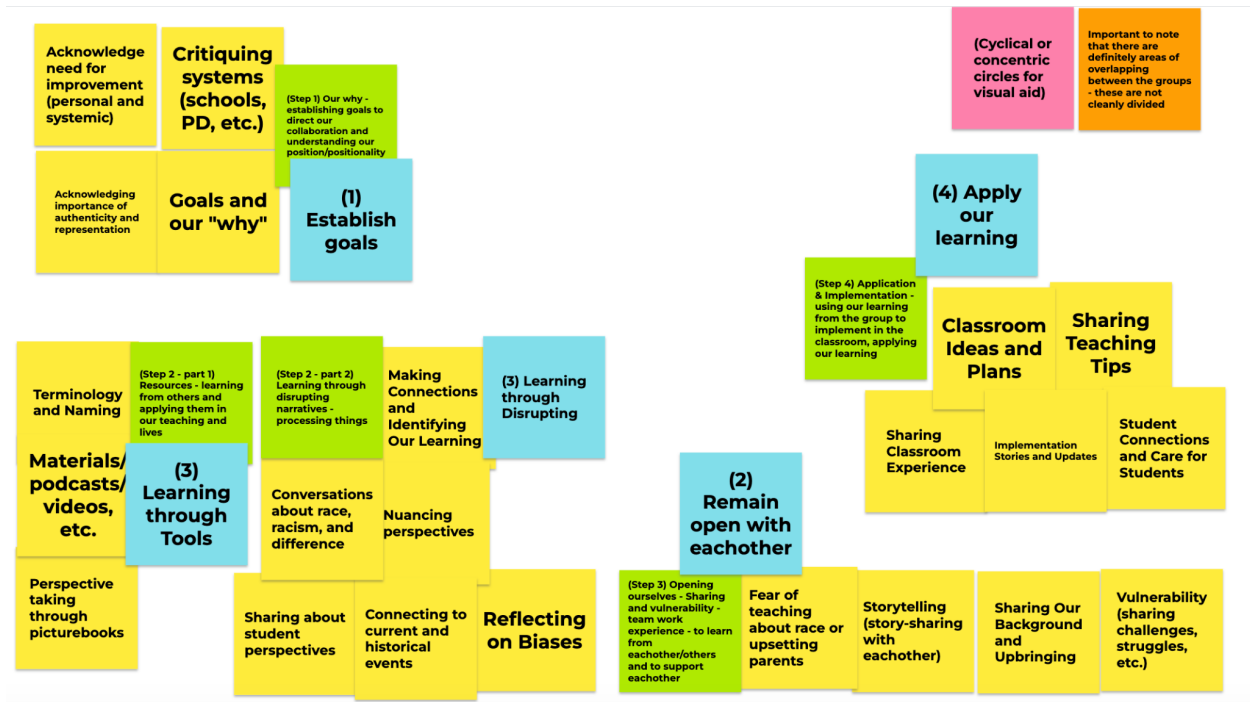 Acknowledge
need for
improvement
(personal and
systemic)
Critiquing
systems
(schools,
PD, etc.)
(Step 1) Our why -
establishing goals to
direct our
collaboration and
understanding our
position/positionality
Acknowledging
importance of
authenticity and
representation
Goals and
our "why"
(1)
Establish
goals
(Cyclical or
concentric
circles for
visual aid)
Important to note
that there are
definitely areas of
overlapping
between the groups
- these are not
cleanly divided
(4) Apply
our
learning
(Step 4) Application
& Implementation -
using our learning
from the group to
implement in the
classroom, applying
our learning
Classroom
Ideas and
Plans
Sharing
Teaching
Tips
Sharing
Classroom
Experience
Implementation
Stories and Updates
Student
Connections
and Care for
Students
Terminology
and Naming
(Step 2 - part 1)
Resources - learning
from others and
applying them in
our teaching and
lives
Materials/
podcasts/
videos,
etc.
(3)
Learning
through
Tools
Perspective
taking
through
picturebooks
(Step 2 - part 2)
Learning through
disrupting
narratives -
processing things
Making
Connections
and
Identifying
Our Learning
(3) Learning
through
Disrupting
Conversations
about race,
racism, and
difference
Nuancing
perspectives
Sharing about
student
perspectives
Connecting to
current and
historical
events
Reflecting
on Biases
(2)
Remain
open with
eachother
(Step 3) Opening
ourselves - Sharing
and vulnerability -
team work
experience - to learn
from
eachother/others
and to support
eachother
Fear of
teaching
about race or
upsetting
parents
Storytelling
(story-sharing
with
eachother)
Sharing Our
Background
and
Upbringing
Vulnerability
(sharing
challenges,
struggles,
etc.)